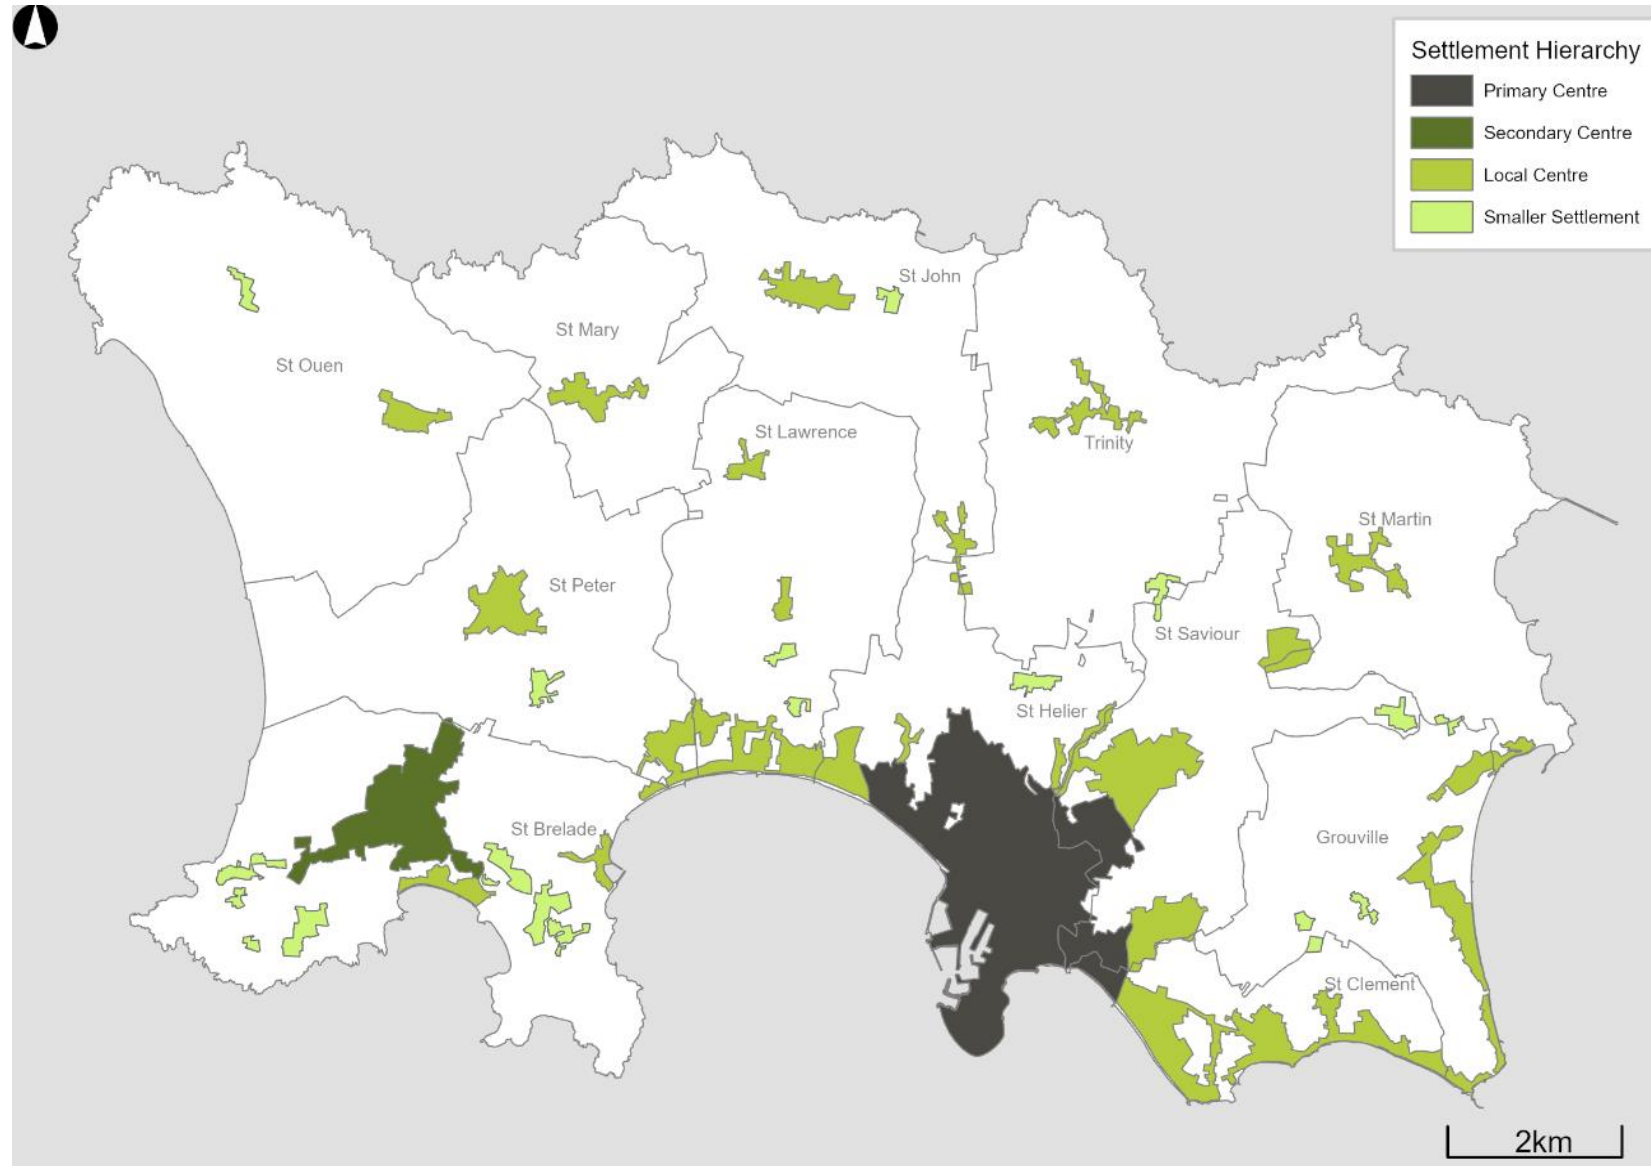 Settlement Hierarchy
Primary Centre
Secondary Centre
Local Centre
Smaller Settlement
St John
St Mary
St Ouen
St Lawrence
Trinity
St Martin
St Peter
St Saviour
St Helier
St Brelade
Grouville
St Clement
2km